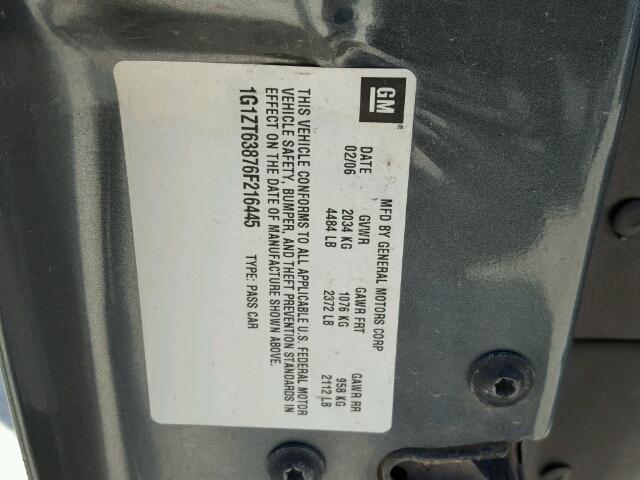 GM
MFD BY GENERAL MOTORS CORP
DATE GVWR GAWR FRT GAWR RR
02/06 2034 KG 1076 KG 958 KG
4484 LB 2372 LB 2112 LB
THIS VEHICLE CONFORMS TO ALL APPLICABLE U.S. FEDERAL MOTOR
VEHICLE SAFETY, BUMPER, AND THEFT PREVENTION STANDARDS IN
EFFECT ON THE DATE OF MANUFACTURE SHOWN ABOVE.
1G1ZT63876F216445 TYPE: PASS CAR